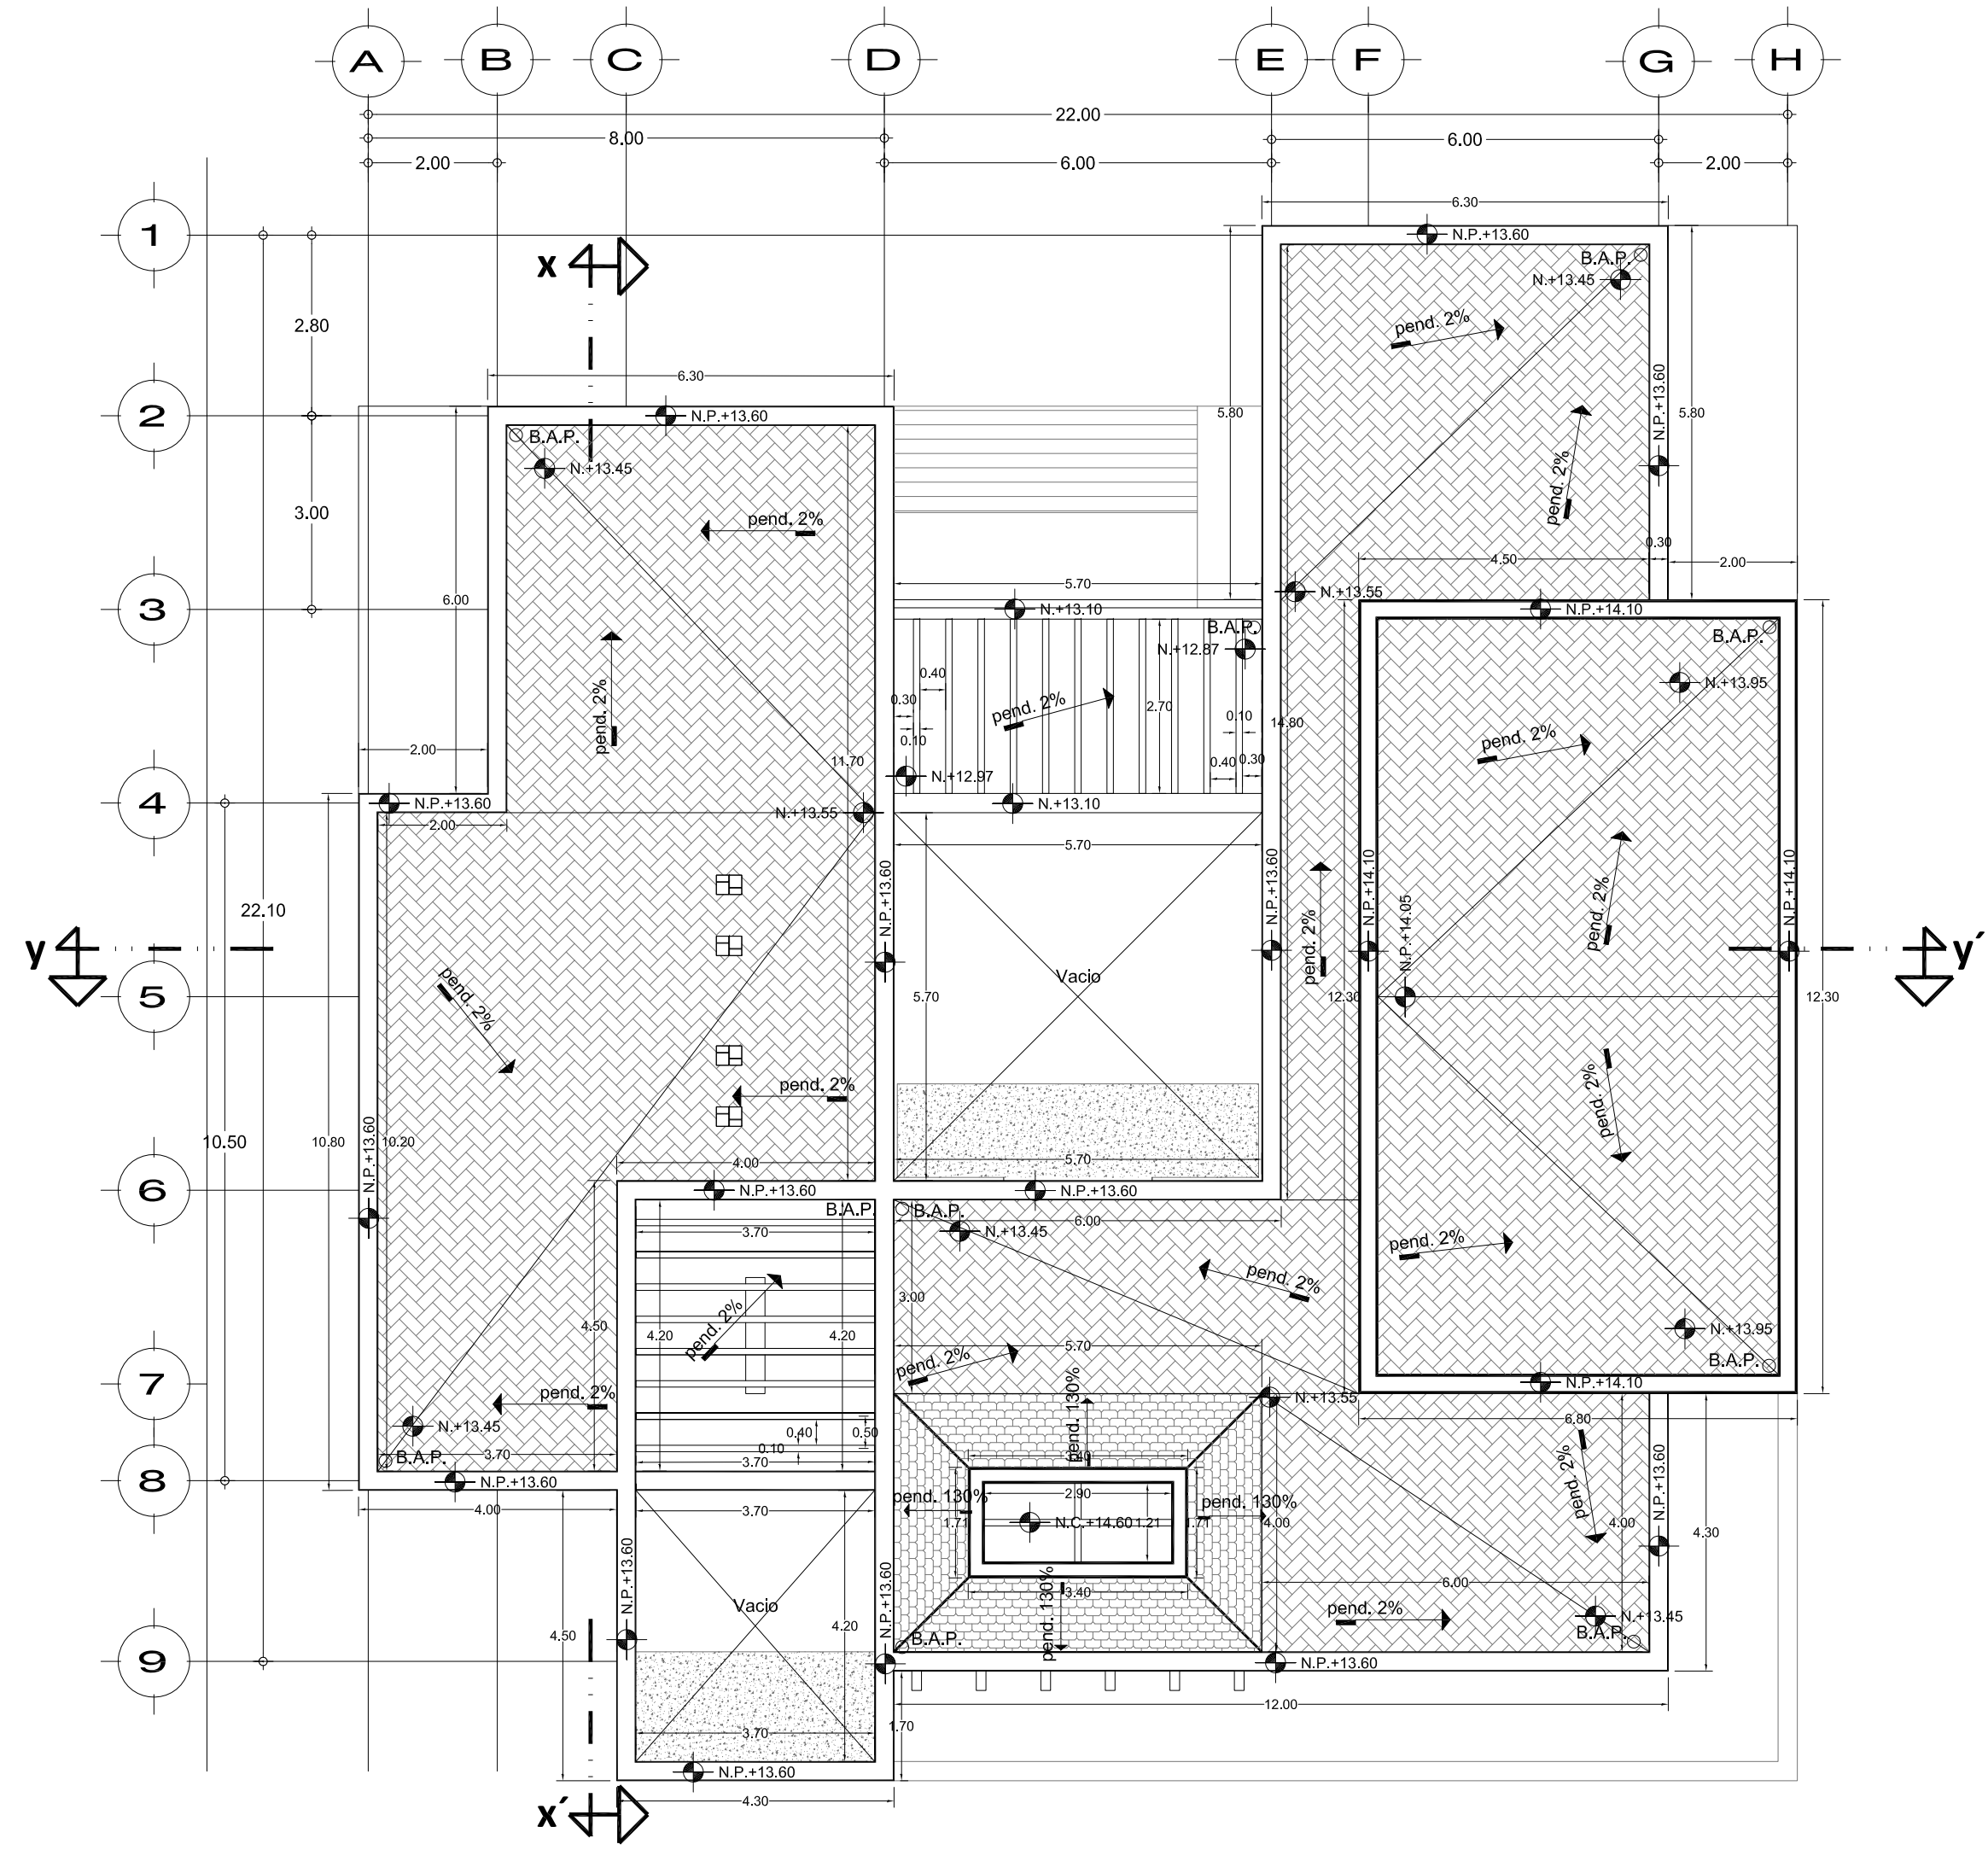 A B C D E F G H
22.00
8.00 6.00
2.00 6.00 2.00
6.30
1 N.P.+13.60
B.A.P.
x N.+13.45
2.80 pend. 2%
6.30
N.P.+13.60
2 N.P.+13.60 5.80 5.80
B.A.P.
N.+13.45
pend. 2%
3.00 pend. 2%
0.30
4.50 2.00
5.70
6.00 N.+13.55
3 N.+13.10 N.P.+14.10
B.A.P. B.A.P.
N.+12.87
0.40 N.+13.95
pend. 2% 0.30 pend. 2% 2.70 0.10 14.80
0.10 pend. 2%
2.00
11.70 N.+12.97 0.40 0.30
4 N.P.+13.60 N.+13.10
N.+13.55
2.00
5.70
N.P.+13.60 N.P.+13.60 N.P.+14.10 N.P.+14.10
22.10 pend. 2%
N.P.+14.05
y pend. 2% y´
Vacio
5 pend. 2% 5.70 12.30 12.30
pend. 2%
pend. 2%
N.P.+13.60
10.50 10.80 10.20
4.00 5.70
6 N.P.+13.60 N.P.+13.60
B.A.P. B.A.P.
6.00
3.70 N.+13.45
pend. 2%
pend. 2%
3.00
4.50 4.20 pend. 2% 4.20 N.+13.95
5.70
pend. 2% B.A.P.
7 N.P.+14.10
pend. 2% N.+13.55
pend. 130%
N.+13.45 6.80
0.40 0.50
0.10
B.A.P. 3.70 3.70 3.40
8 N.P.+13.60
pend. 2% N.P.+13.60
pend. 130% 2.90 pend. 130%
4.00 3.70
1.71 N.C.+14.60 1.21 1.71 4.00 4.00 4.30
N.P.+13.60 N.P.+13.60
3.40 6.00
pend. 130%
Vacio pend. 2% N.+13.45
4.50 4.20 B.A.P. B.A.P.
9 N.P.+13.60
12.00
3.70 1.70
N.P.+13.60
4.30
x´